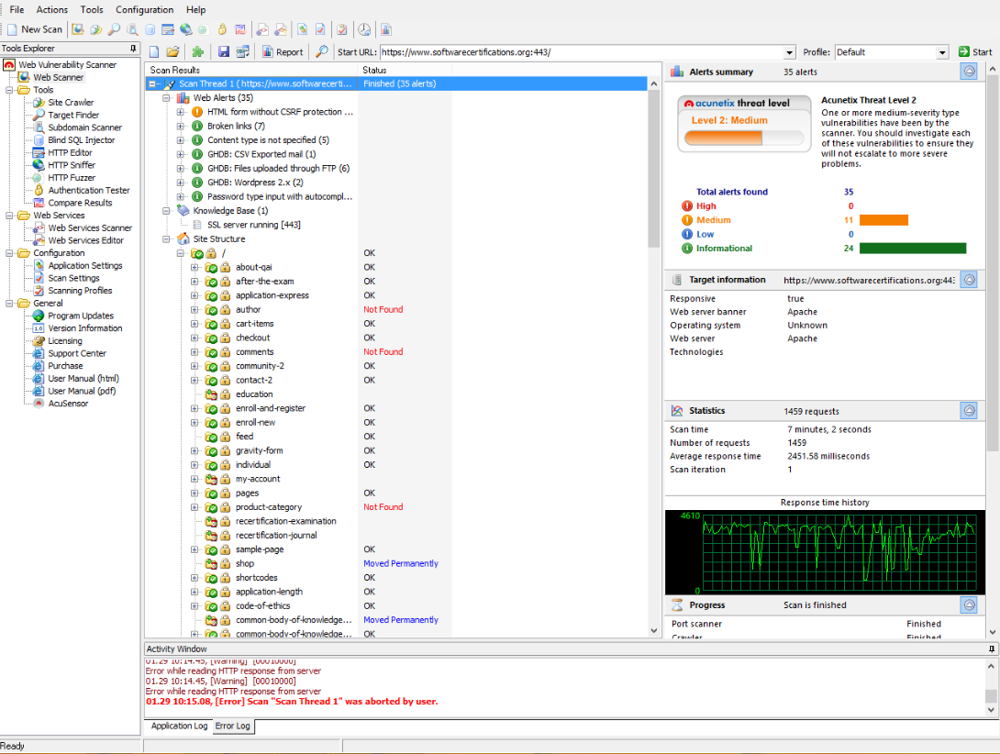 File Actions Tools Configuration Help
New Scan
Tools Explorer
Web Vulnerability Scanner
Web Scanner
Tools
Site Crawler
Target Finder
Subdomain Scanner
Blind SQL Injector
HTTP Editor
HTTP Sniffer
HTTP Fuzzer
Authentication Tester
Compare Results
Web Services
Web Services Scanner
Web Services Editor
Configuration
Application Settings
Scan Settings
Scanning Profiles
General
Program Updates
Version Information
Licensing
Support Center
Purchase
User Manual (html)
User Manual (pdf)
AcuSensor
Report Start URL: https://www.softwarecertifications.org:443/ Profile: Default Start
Scan Results Status
Scan Thread 1 ( https://www.softwarecerti... Finished (35 alerts)
Web Alerts (35)
HTML form without CSRF protection ...
Broken links (7)
Content type is not specified (5)
GHDB: CSV Exported mail (1)
GHDB: Files uploaded through FTP (6)
GHDB: Wordpress 2.x (2)
Password type input with autocompl...
Knowledge Base (1)
SSL server running [443]
Site Structure
/ OK
about-qai OK
after-the-exam OK
application-express OK
author Not Found
cart-items OK
checkout OK
comments Not Found
community-2 OK
contact-2 OK
education
enroll-and-register OK
enroll-new OK
feed OK
gravity-form OK
individual OK
my-account
pages OK
product-category Not Found
recertification-examination
recertification-journal
sample-page OK
shop Moved Permanently
shortcodes OK
application-length OK
code-of-ethics OK
common-body-of-knowledge... Moved Permanently
common-body-of-knowledge... OK
Alerts summary 35 alerts
acunetix threat level
Level 2: Medium
Acunetix Threat Level 2
One or more medium-severity type
vulnerabilities have been by the
scanner. You should investigate each
of these vulnerabilities to ensure they
will not escalate to more severe
problems.
Total alerts found 35
High 0
Medium 11
Low 0
Informational 24
Target information https://www.softwarecertifications.org:443
Responsive true
Web server banner Apache
Operating system Unknown
Web server Apache
Technologies
Statistics 1459 requests
Scan time 7 minutes, 2 seconds
Number of requests 1459
Average response time 2451.58 milliseconds
Scan iteration 1
Response time history
4610
0
Progress Scan is finished
Port scanner Finished
Crawler Finished
Activity Window
01.29 10:14.45, [Warning] [00010000]
Error while reading HTTP response from server
01.29 10:14.45, [Warning] [00010000]
Error while reading HTTP response from server
01.29 10:15.08, [Error] Scan "Scan Thread 1" was aborted by user.
Application Log Error Log
Ready